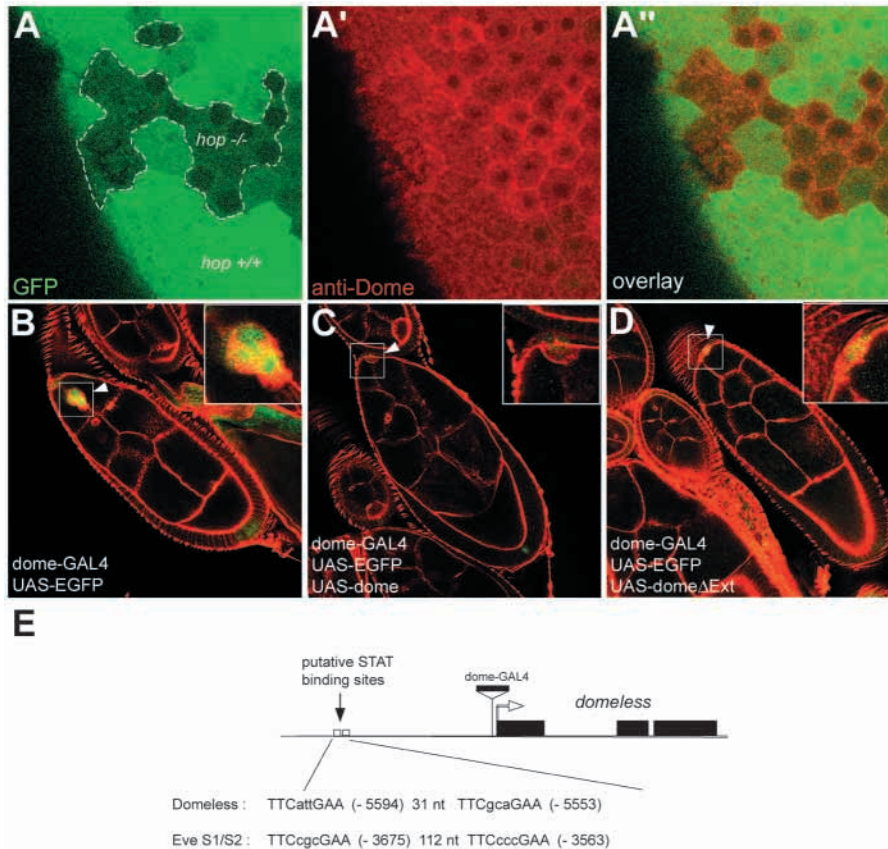 A
hop -/-
hop +/+
GFP
A'
anti-Dome
A"
overlay
B
dome-GAL4
UAS-EGFP
C
dome-GAL4
UAS-EGFP
UAS-dome
D
dome-GAL4
UAS-EGFP
UAS-domeΔExt
E
putative STAT
binding sites
dome-GAL4
domeless
Domeless : TTCattGAA (- 5594) 31 nt TTCgcaGAA (- 5553)
Eve S1/S2 : TTCcgcGAA (- 3675) 112 nt TTCcccGAA (- 3563)